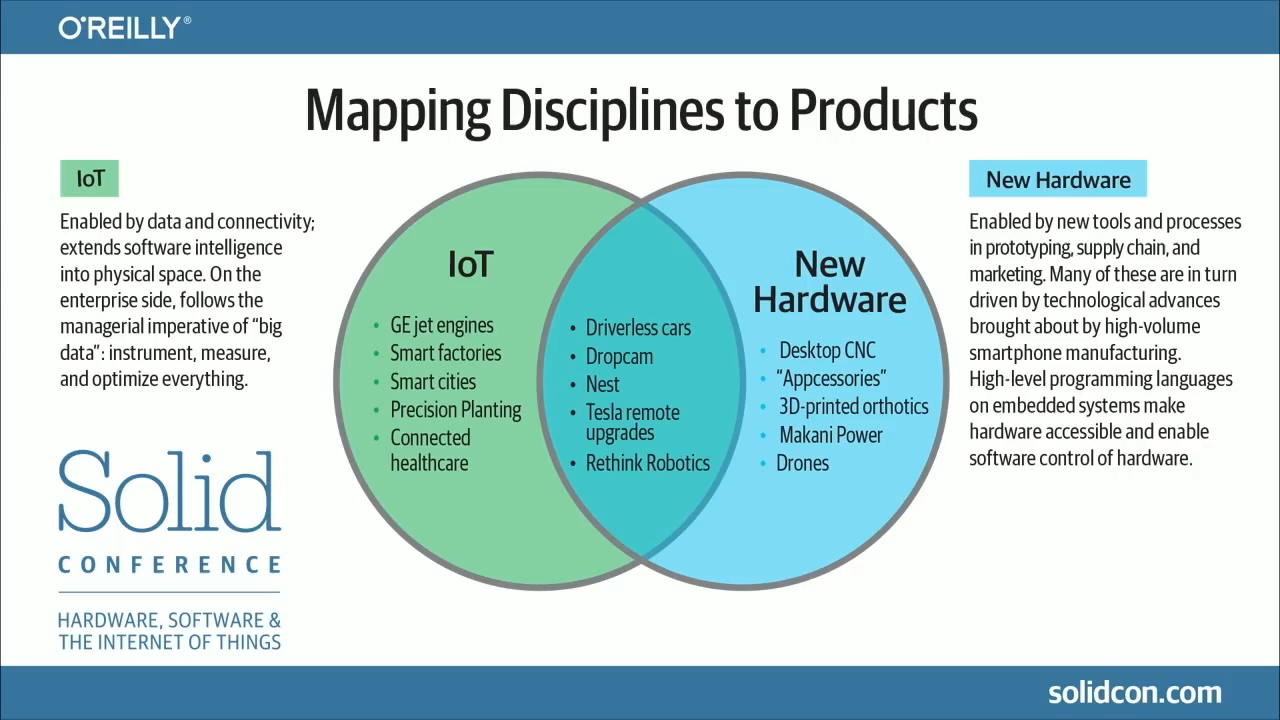 O'REILLY®
Mapping Disciplines to Products
IoT
Enabled by data and connectivity;
extends software intelligence
into physical space. On the
enterprise side, follows the
managerial imperative of “big
data”: instrument, measure,
and optimize everything.
Solid
CONFERENCE
HARDWARE, SOFTWARE &
THE INTERNET OF THINGS
IoT
• GE jet engines
• Smart factories
• Smart cities
• Precision Planting
• Connected
healthcare
• Driverless cars
• Dropcam
• Nest
• Tesla remote
upgrades
• Rethink Robotics
New
Hardware
• Desktop CNC
• “Appcessories”
• 3D-printed orthotics
• Makani Power
• Drones
New Hardware
Enabled by new tools and processes
in prototyping, supply chain, and
marketing. Many of these are in turn
driven by technological advances
brought about by high-volume
smartphone manufacturing.
High-level programming languages
on embedded systems make
hardware accessible and enable
software control of hardware.
solidcon.com